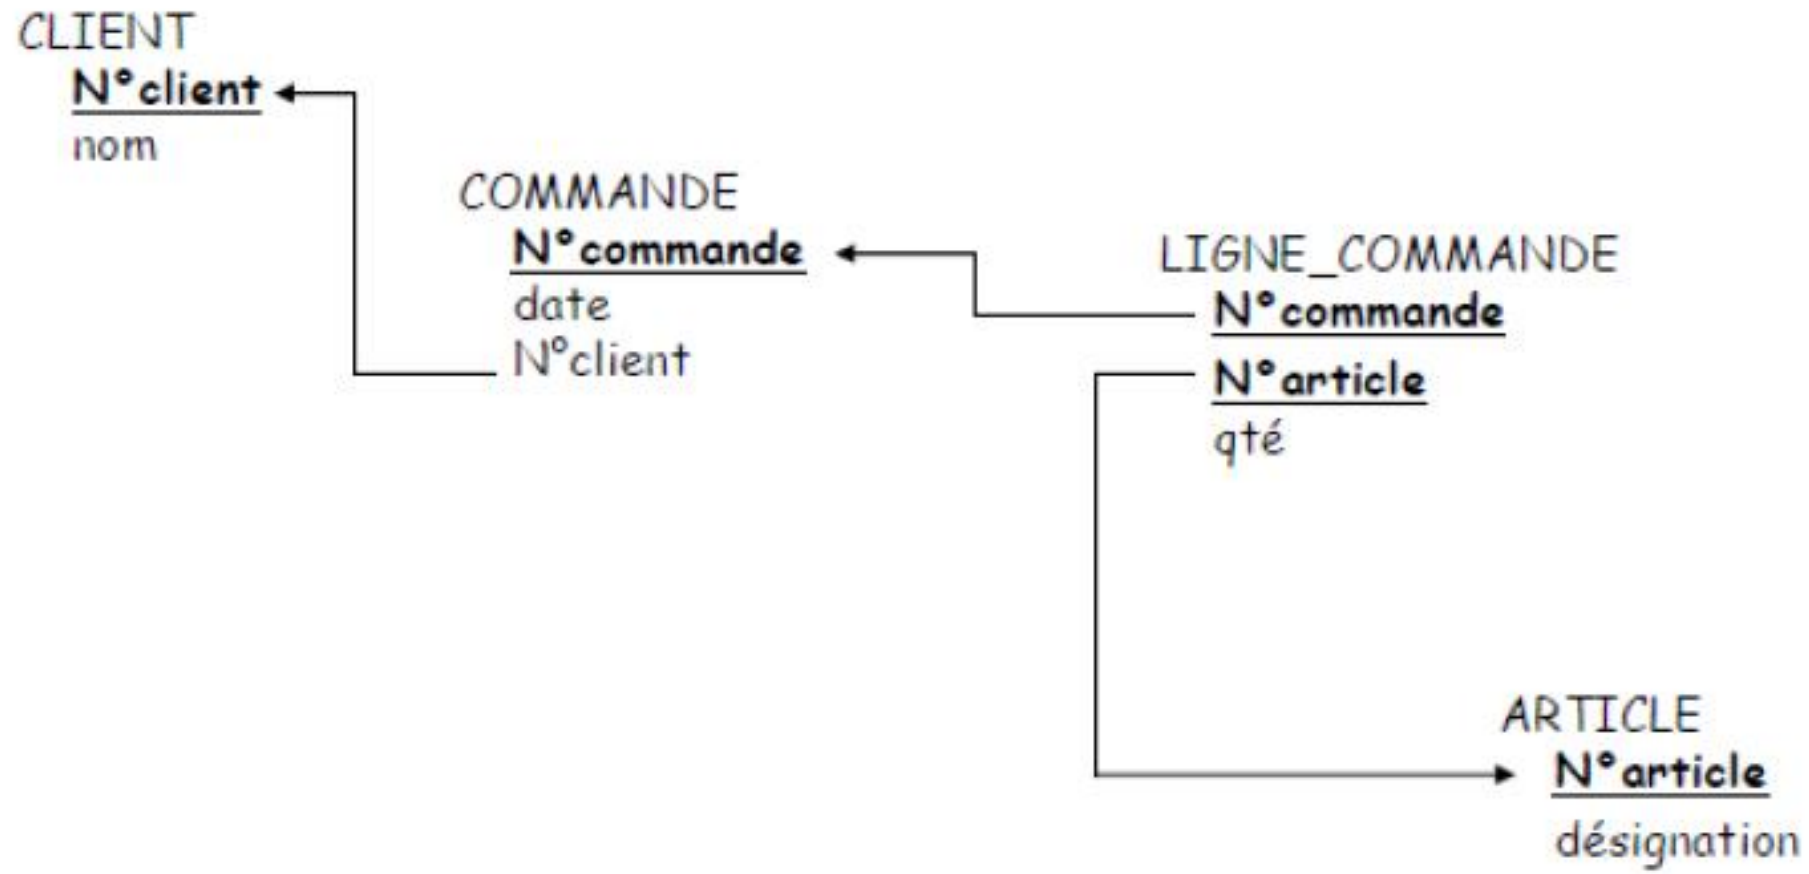 CLIENT
N°client
nom
COMMANDE
N°commande
date
N°client
LIGNE_COMMANDE
N°commande
N°article
qté
ARTICLE
N°article
désignation